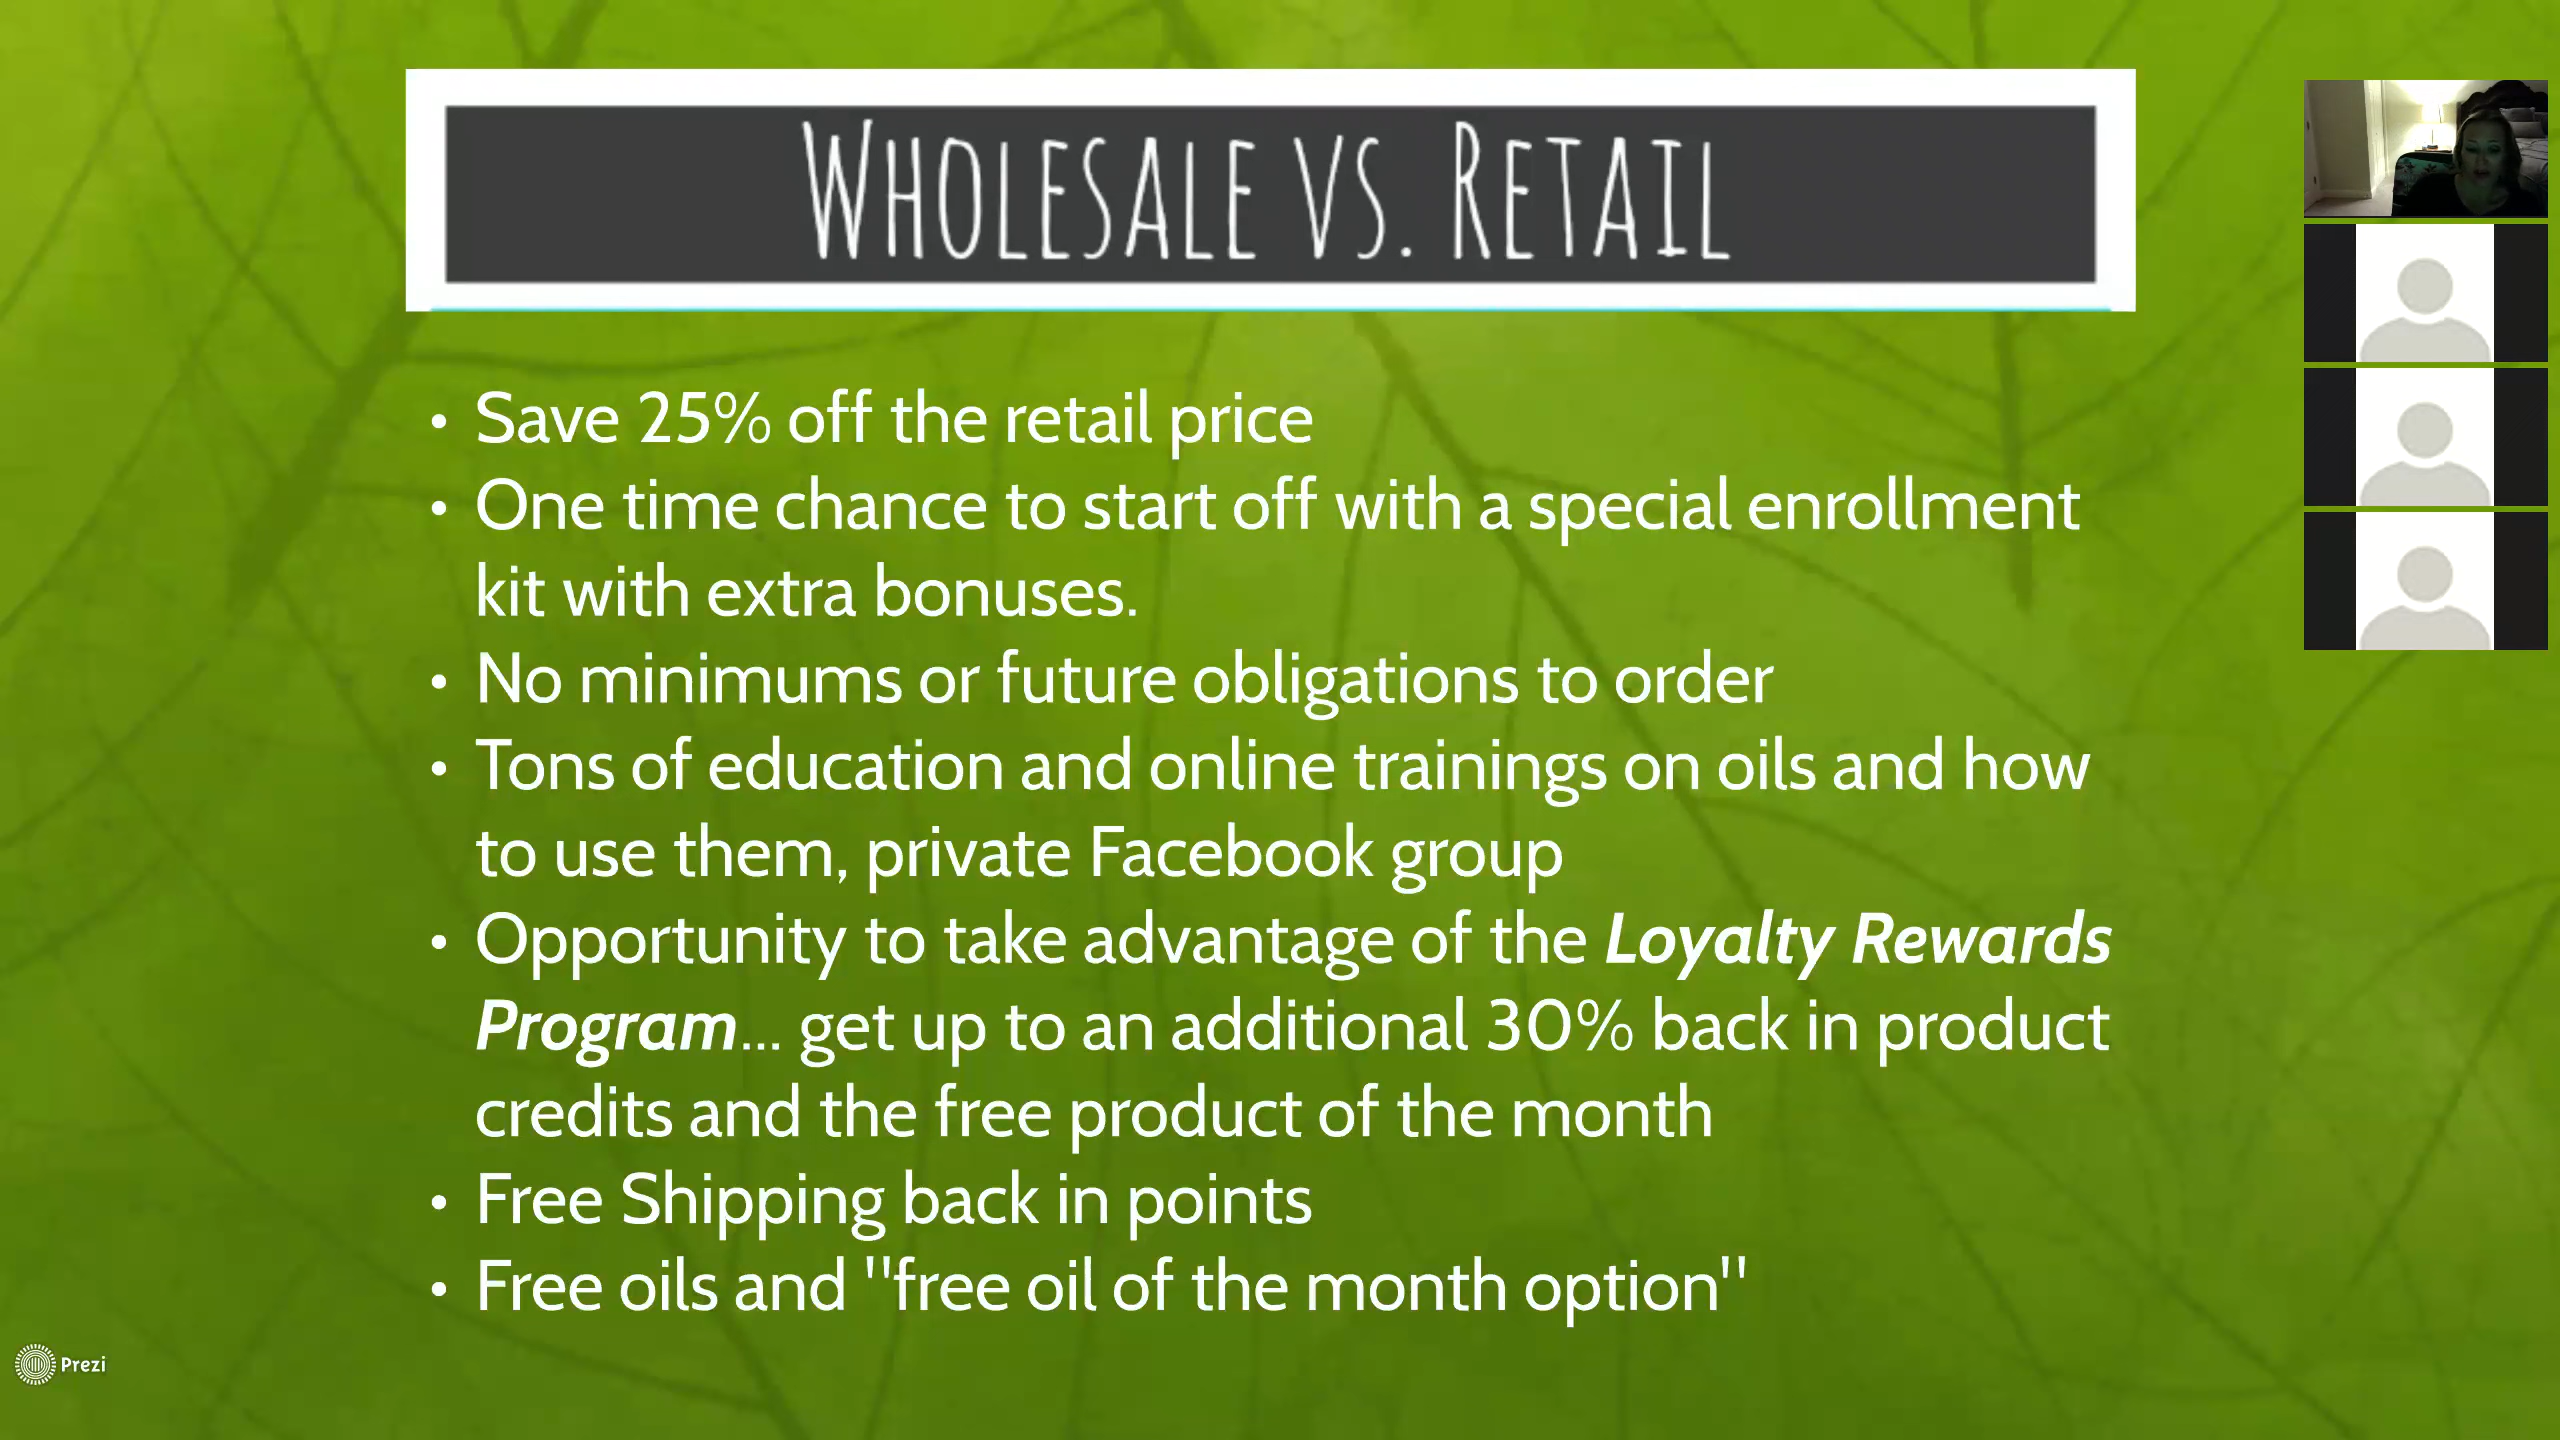 Wholesale vs. Retail
• Save 25% off the retail price
• One time chance to start off with a special enrollment
kit with extra bonuses.
• No minimums or future obligations to order
• Tons of education and online trainings on oils and how
to use them, private Facebook group
• Opportunity to take advantage of the Loyalty Rewards
Program... get up to an additional 30% back in product
credits and the free product of the month
• Free Shipping back in points
• Free oils and "free oil of the month option"
Prezi